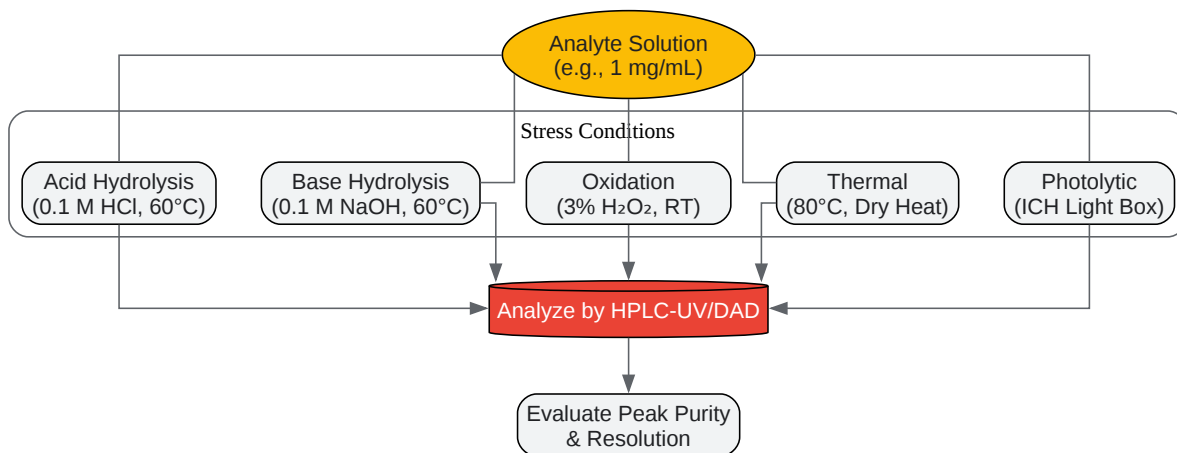 Analyte Solution
(e.g., 1 mg/mL)
Stress Conditions
Acid Hydrolysis
(0.1 M HCl, 60°C)
Base Hydrolysis
(0.1 M NaOH, 60°C)
Oxidation
(3% H₂O₂, RT)
Thermal
(80°C, Dry Heat)
Photolytic
(ICH Light Box)
Analyze by HPLC-UV/DAD
Evaluate Peak Purity
& Resolution